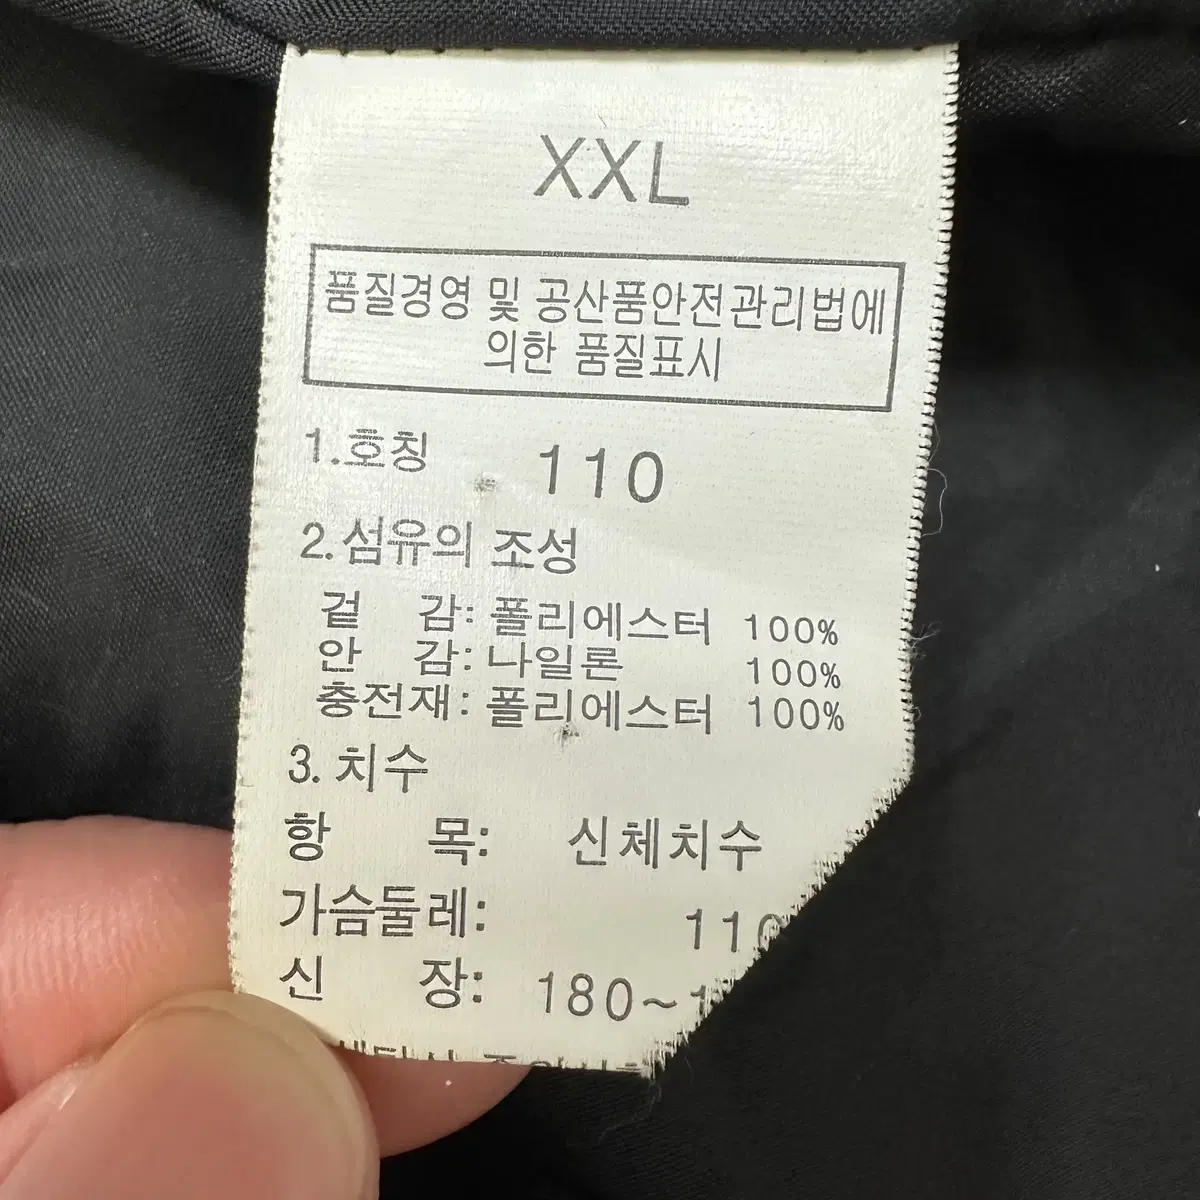 XXL
품질경영 및 공산품안전관리법에
의한 품질표시
1.호칭 110
2.섬유의 조성
겉 감: 폴리에스터 100%
안 감: 나일론 100%
충전재: 폴리에스터 100%
3. 치수
항 목: 신체치수
가슴둘레: 110
신 장: 180~